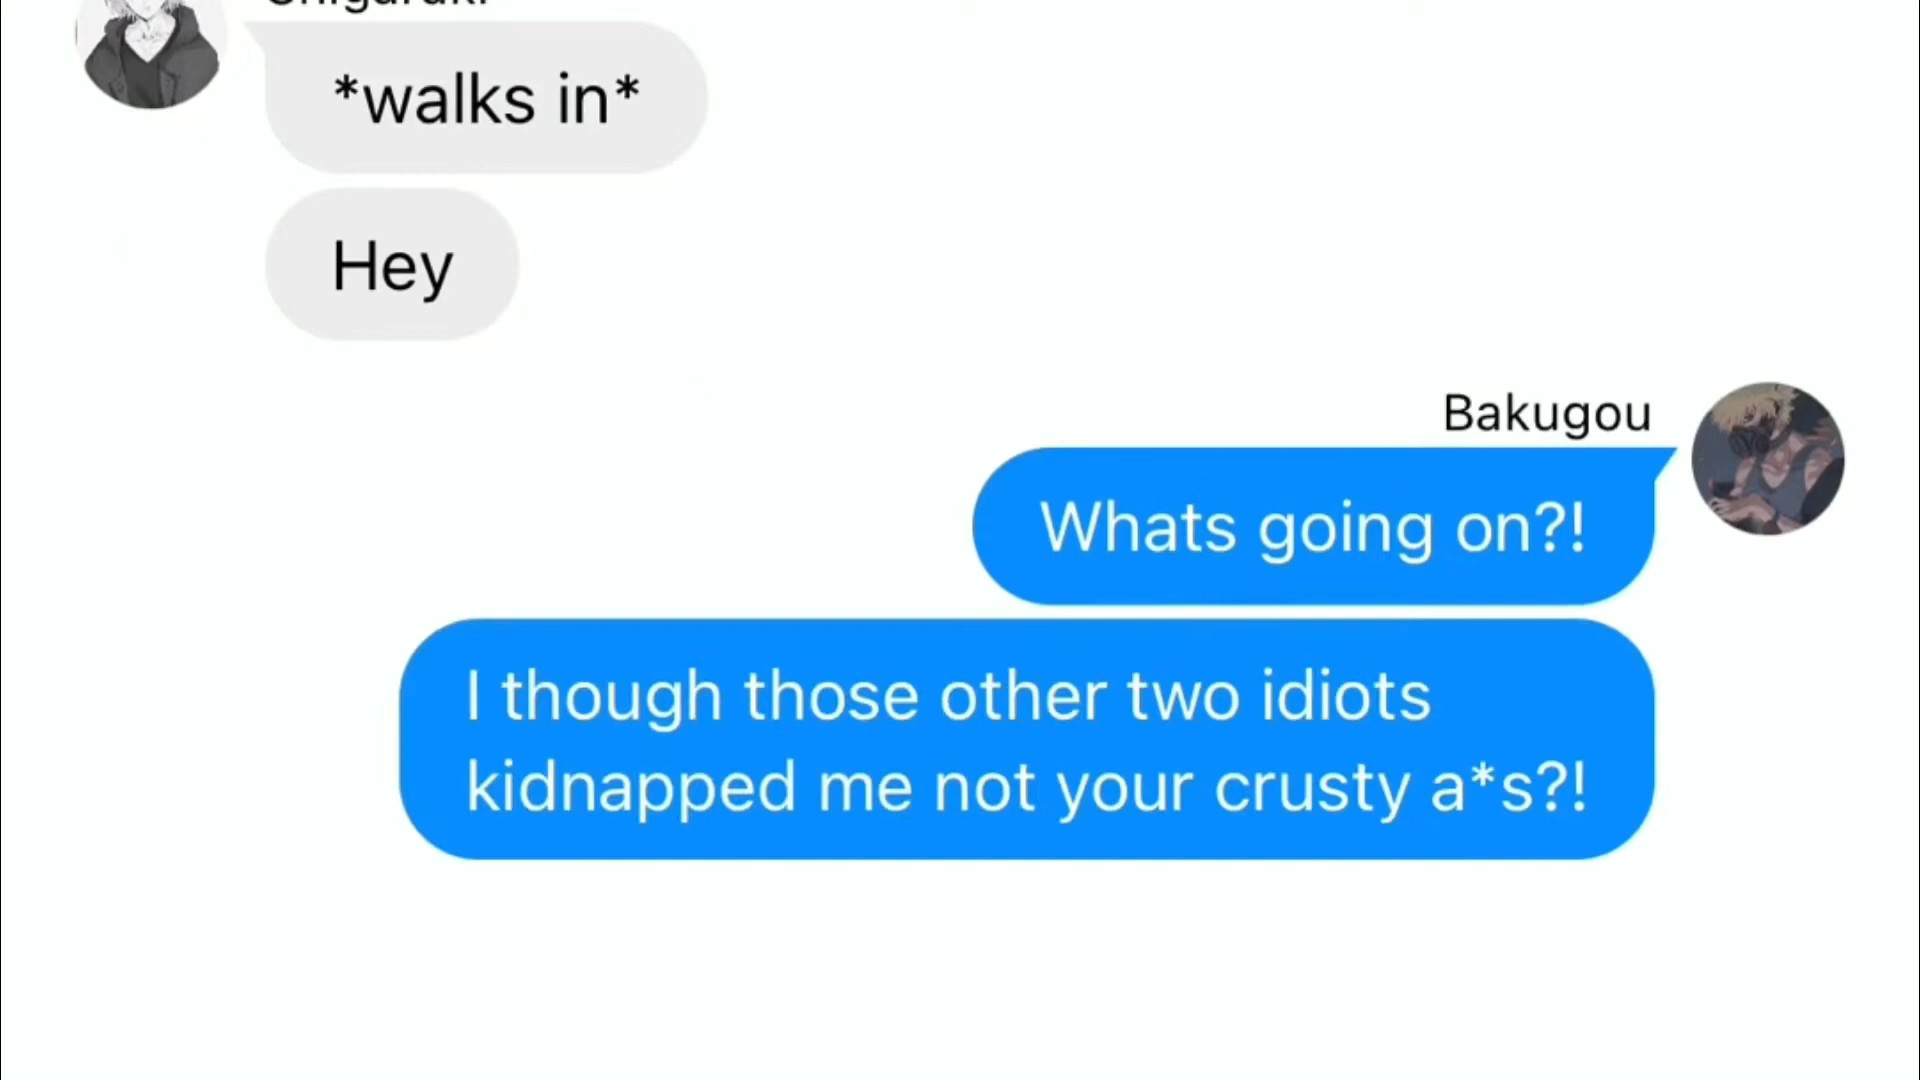 *walks in*
Hey
Bakugou
Whats going on?!
I though those other two idiots
kidnapped me not your crusty a*s?!